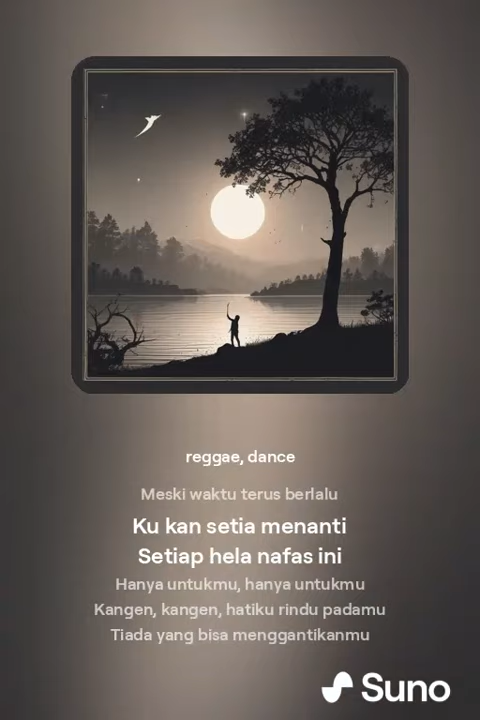 reggae, dance
Meski waktu terus berlalu
Ku kan setia menanti
Setiap hela nafas ini
Hanya untukmu, hanya untukmu
Kangen, kangen, hatiku rindu padamu
Tiada yang bisa menggantikanmu
Suno